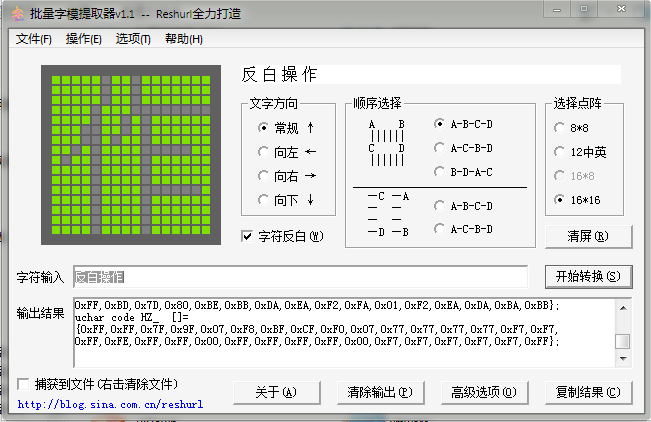 批量字模提取器v1.1 -- Reshurl全力打造
文件(F) 操作(E) 选项(T) 帮助(H)
反白操作
文字方向
常规 ↑
向左 ←
向右 →
向下 ↓
字符反白(W)
顺序选择
A B
C D
A-B-C-D
A-C-B-D
B-D-A-C
C A
D B
A-B-C-D
A-C-B-D
选择点阵
8*8
12中英
16*8
16*16
清屏(R)
字符输入 反白操作 开始转换(S)
输出结果
0xFF,0xBD,0x7D,0x80,0xBE,0xBB,0xDA,0xEA,0xF2,0xFA,0x01,0xF2,0xEA,0xDA,0xBA,0xBB};
uchar code HZ_ []=
{0xFF,0xFF,0x7F,0x9F,0x07,0xF8,0xBF,0xCF,0xF0,0x07,0x77,0x77,0x77,0x77,0xF7,0xF7,
0xFF,0xFE,0xFF,0xFF,0x00,0xFF,0xFF,0xFF,0xFF,0x00,0xF7,0xF7,0xF7,0xF7,0xF7,0xFF};
捕获到文件(右击清除文件)
关于(A) 清除输出(P) 高级选项(O) 复制结果(C)
http://blog.sina.com.cn/reshurl